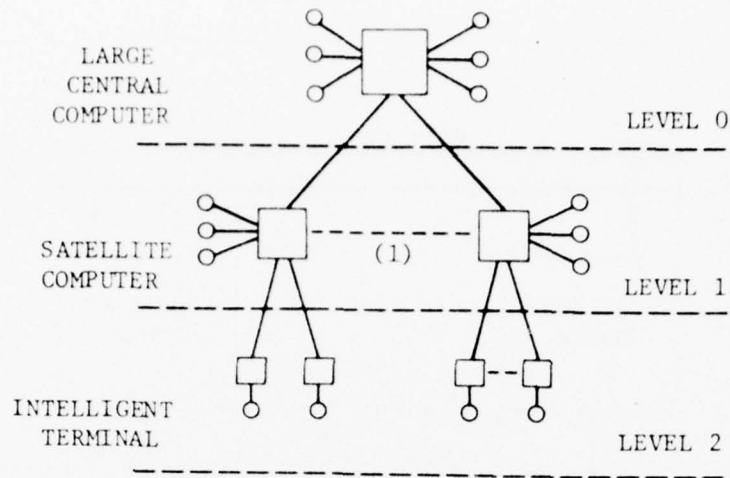 LARGE
CENTRAL
COMPUTER
LEVEL 0
(1)
SATELLITE
COMPUTER
LEVEL 1
INTELLIGENT
TERMINAL
LEVEL 2